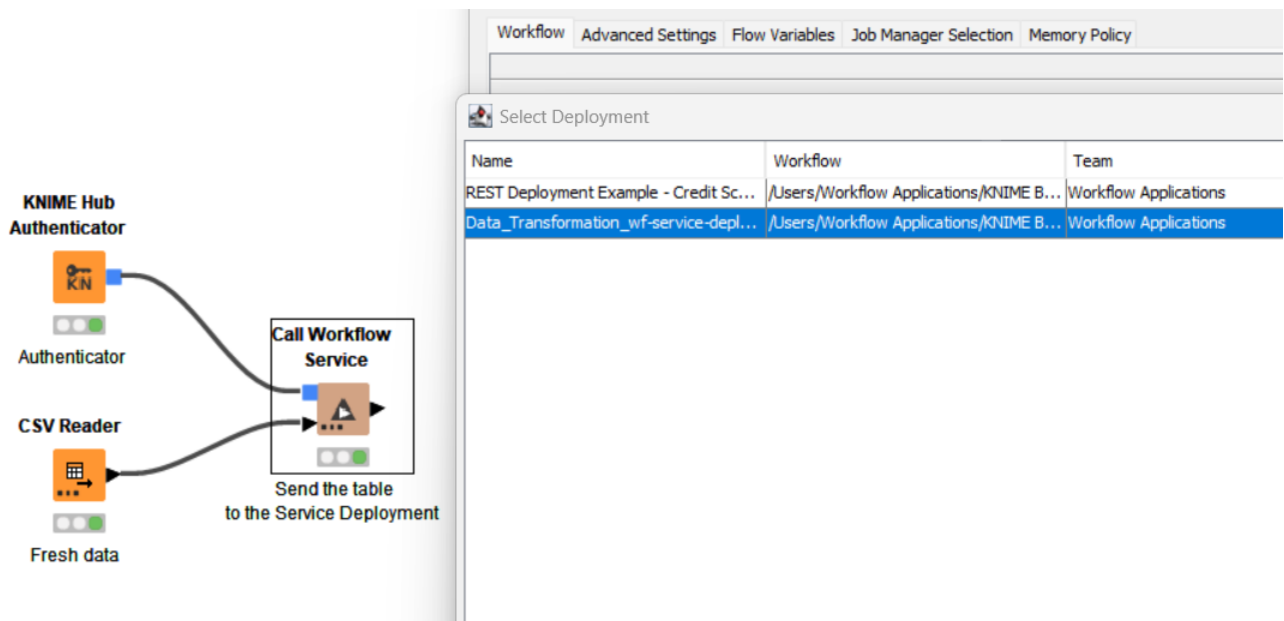 Workflow Advanced Settings Flow Variables Job Manager Selection Memory Policy
Select Deployment
Name Workflow Team
REST Deployment Example - Credit Sc... /Users/Workflow Applications/KNIME B... Workflow Applications
Data_Transformation_wf-service-depl... /Users/Workflow Applications/KNIME B... Workflow Applications
KNIME Hub
Authenticator
KN
Authenticator
CSV Reader
Fresh data
Call Workflow
Service
Send the table
to the Service Deployment